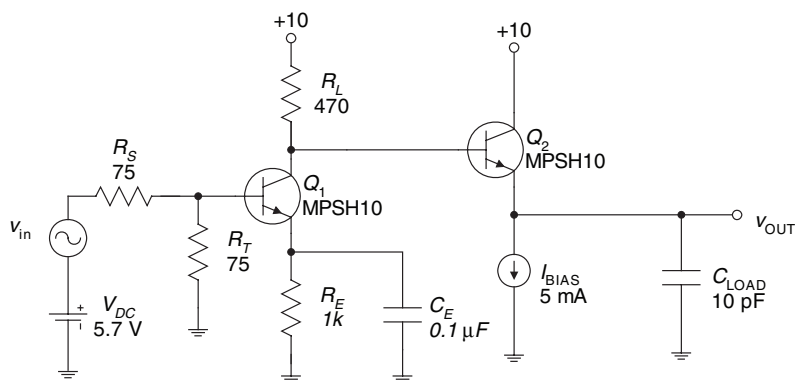 +10
+10
R_L
470
R_S
75
Q_1
MPSH10
Q_2
MPSH10
v_in
R_T
75
V_DC
5.7 V
+
−
R_E
1k
C_E
0.1 μF
I_BIAS
5 mA
C_LOAD
10 pF
v_OUT